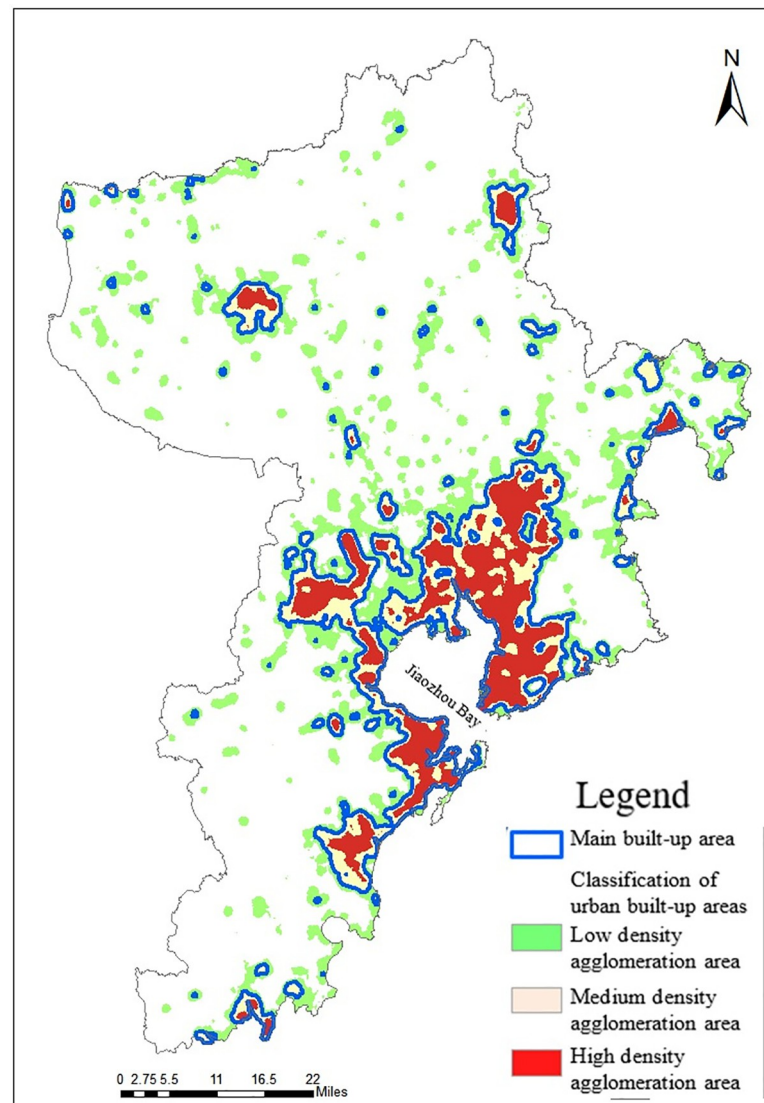 N
Jiaozhou Bay
Legend
Main built-up area
Classification of
urban built-up areas
Low density
agglomeration area
Medium density
agglomeration area
High density
agglomeration area
0 2.75 5.5 11 16.5 22
Miles